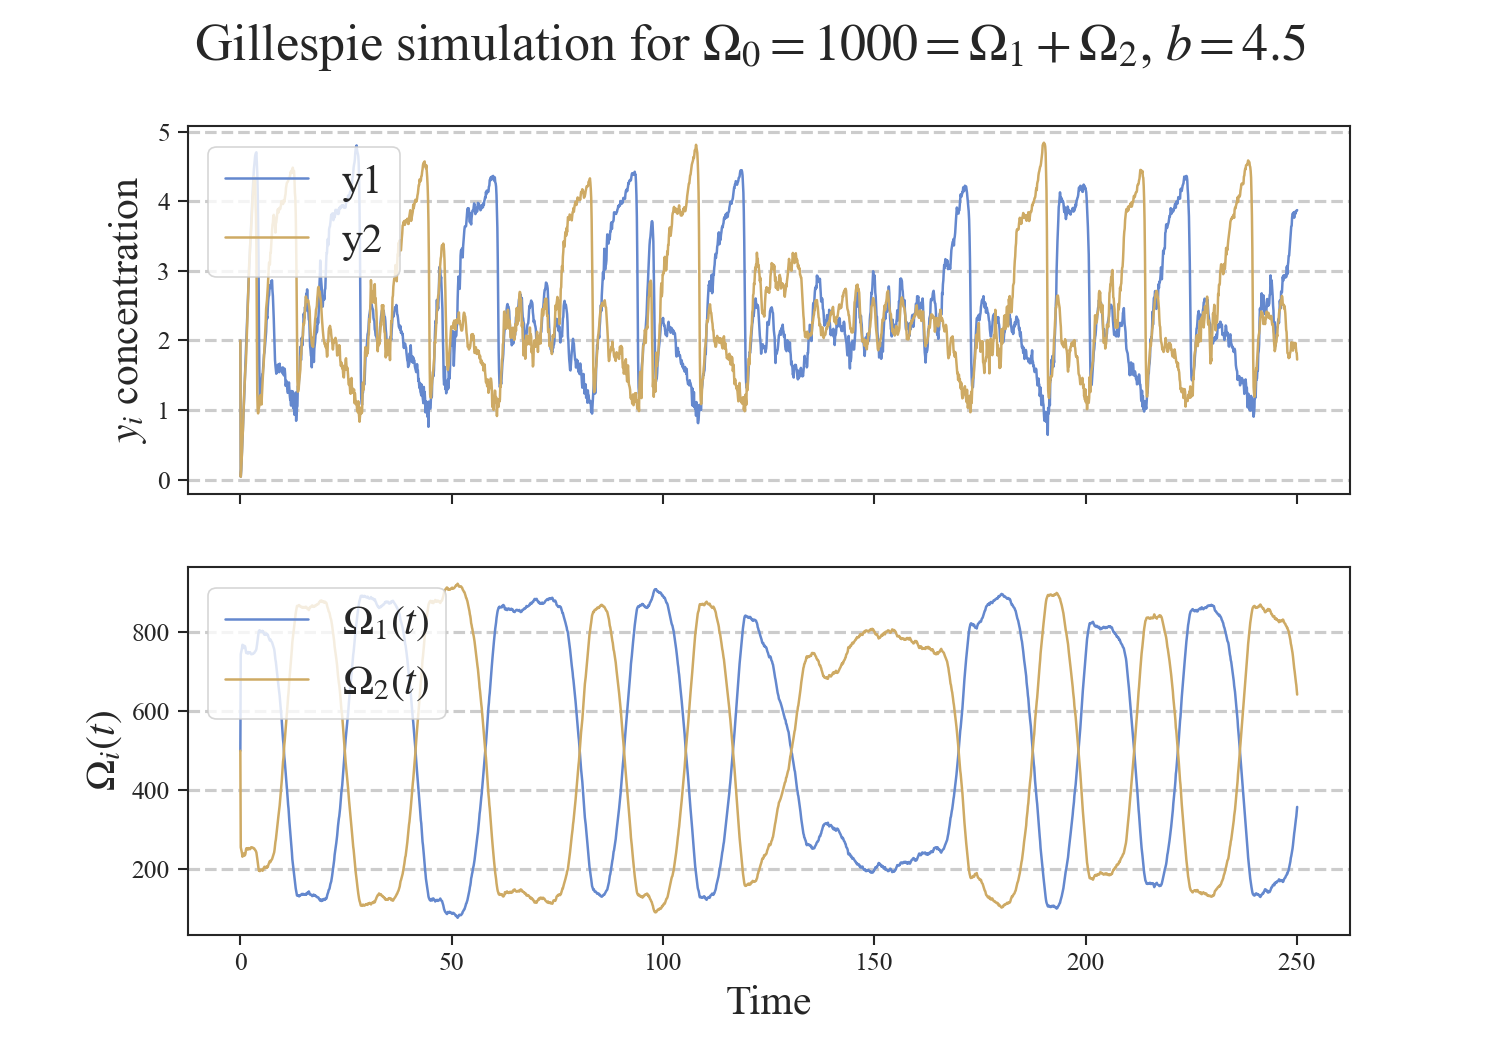 Gillespie simulation for Ω₀ = 1000 = Ω₁ + Ω₂, b = 4.5
yᵢ concentration
5
4
3
2
1
0
y1
y2
Ωᵢ(t)
800
600
400
200
Ω₁(t)
Ω₂(t)
0 50 100 150 200 250
Time